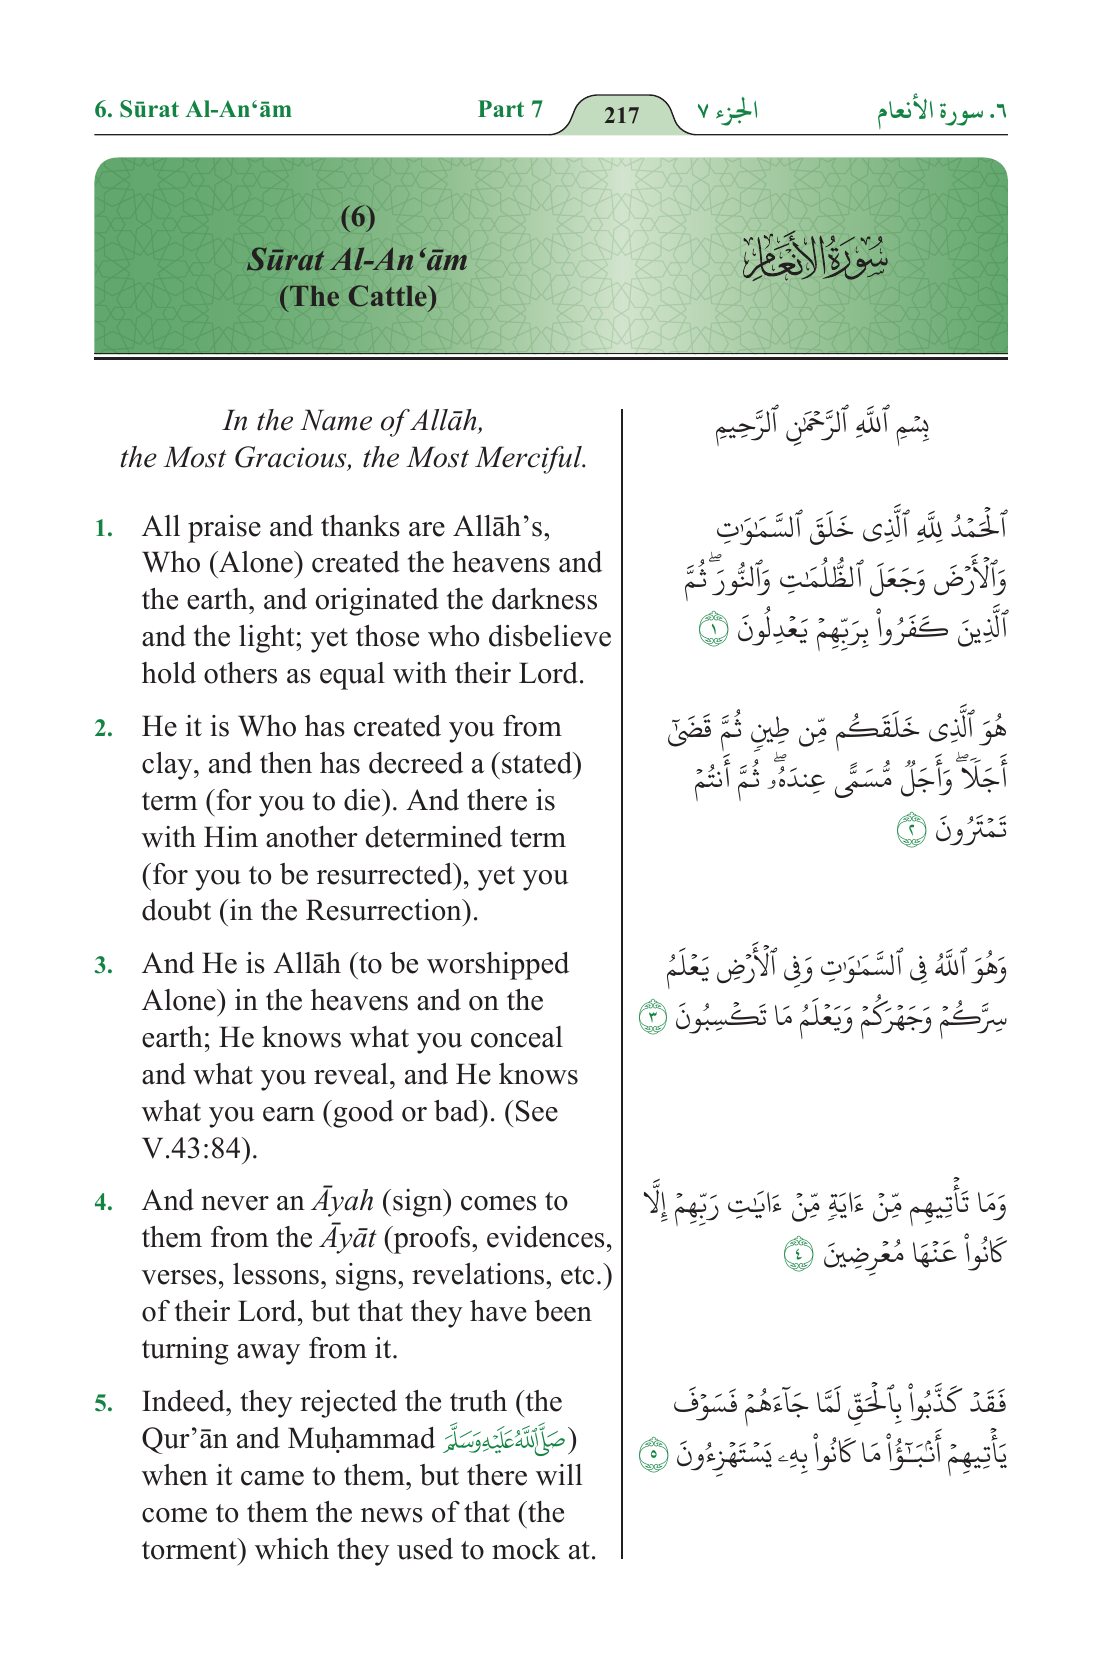 6. Sūrat Al-An‘ām Part 7 217 الجزء ٧ ٦. سورة الأنعام
(6)
Sūrat Al-An‘ām
(The Cattle)
سُورَةُ الأَنْعَامِ
In the Name of Allāh,
the Most Gracious, the Most Merciful.
1. All praise and thanks are Allāh’s,
Who (Alone) created the heavens and
the earth, and originated the darkness
and the light; yet those who disbelieve
hold others as equal with their Lord.
2. He it is Who has created you from
clay, and then has decreed a (stated)
term (for you to die). And there is
with Him another determined term
(for you to be resurrected), yet you
doubt (in the Resurrection).
3. And He is Allāh (to be worshipped
Alone) in the heavens and on the
earth; He knows what you conceal
and what you reveal, and He knows
what you earn (good or bad). (See
V.43:84).
4. And never an Āyah (sign) comes to
them from the Āyāt (proofs, evidences,
verses, lessons, signs, revelations, etc.)
of their Lord, but that they have been
turning away from it.
5. Indeed, they rejected the truth (the
Qur’ān and Muḥammad صَلَّى اللَّهُ عَلَيْهِ وَسَلَّمَ)
when it came to them, but there will
come to them the news of that (the
torment) which they used to mock at.
بِسْمِ ٱللَّهِ ٱلرَّحْمَٰنِ ٱلرَّحِيمِ
ٱلْحَمْدُ لِلَّهِ ٱلَّذِى خَلَقَ ٱلسَّمَٰوَٰتِ
وَٱلْأَرْضَ وَجَعَلَ ٱلظُّلُمَٰتِ وَٱلنُّورَ ۖ ثُمَّ
ٱلَّذِينَ كَفَرُوا۟ بِرَبِّهِمْ يَعْدِلُونَ ١
هُوَ ٱلَّذِى خَلَقَكُم مِّن طِينٍ ثُمَّ قَضَىٰٓ
أَجَلًا ۖ وَأَجَلٌ مُّسَمًّى عِندَهُۥ ۖ ثُمَّ أَنتُمْ
تَمْتَرُونَ ٢
وَهُوَ ٱللَّهُ فِى ٱلسَّمَٰوَٰتِ وَفِى ٱلْأَرْضِ يَعْلَمُ
سِرَّكُمْ وَجَهْرَكُمْ وَيَعْلَمُ مَا تَكْسِبُونَ ٣
وَمَا تَأْتِيهِم مِّنْ ءَايَةٍ مِّنْ ءَايَٰتِ رَبِّهِمْ إِلَّا
كَانُوا۟ عَنْهَا مُعْرِضِينَ ٤
فَقَدْ كَذَّبُوا۟ بِٱلْحَقِّ لَمَّا جَآءَهُمْ فَسَوْفَ
يَأْتِيهِمْ أَنۢبَٰٓؤُا۟ مَا كَانُوا۟ بِهِۦ يَسْتَهْزِءُونَ ٥